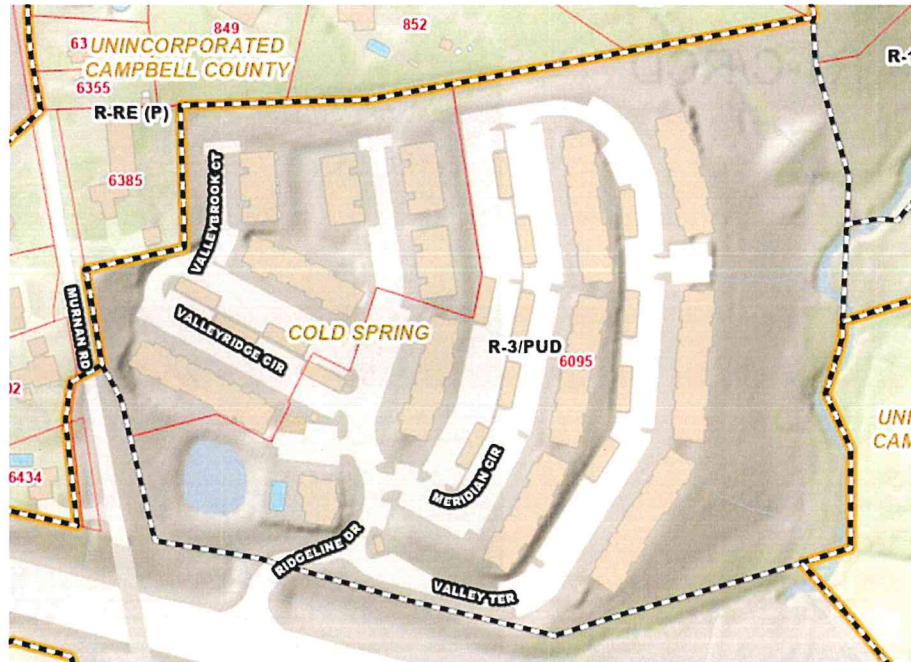 849
852
63
UNINCORPORATED
CAMPBELL COUNTY
R-1
6355
R-RE (P)
6385
VALLEYBROOK CT
MURNAN RD
VALLEYRIDGE CIR
COLD SPRING
R-3/PUD
6095
02
UNI
CAM
6434
MERIDIAN CIR
RIDGELINE DR
VALLEY TER